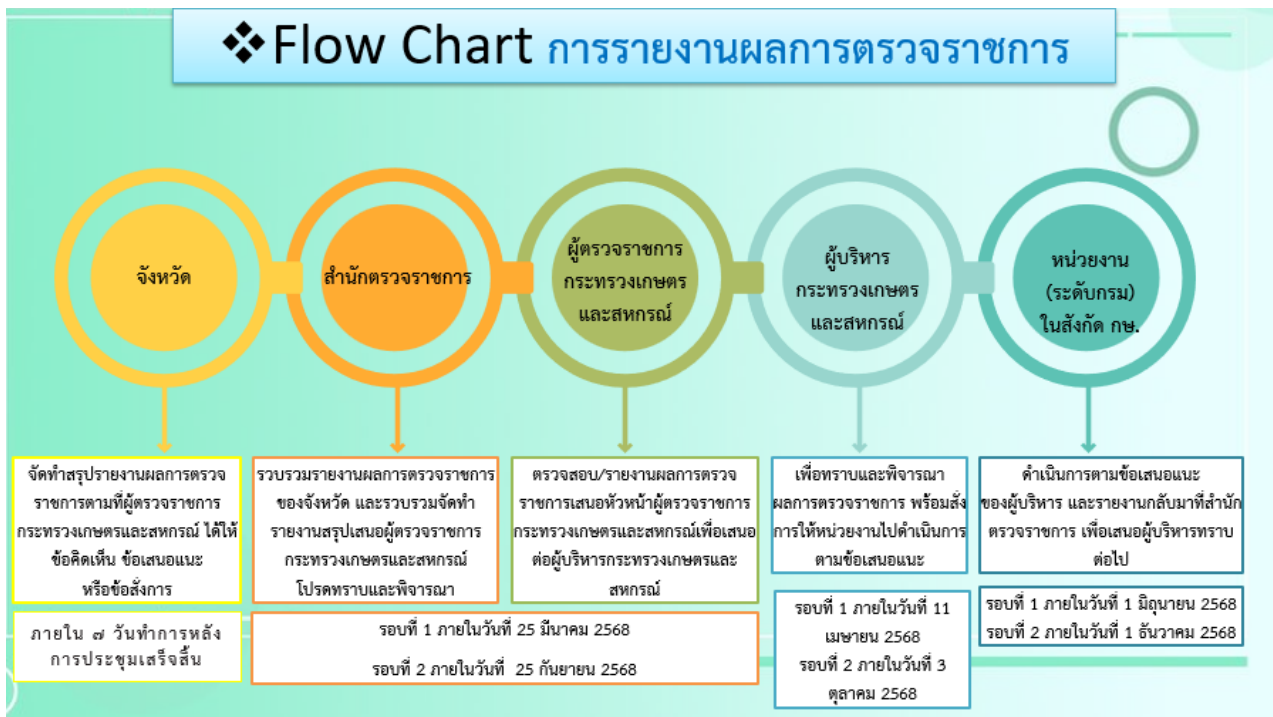 ❖Flow Chart การรายงานผลการตรวจราชการ
จังหวัด
สำนักตรวจราชการ
ผู้ตรวจราชการ
กระทรวงเกษตร
และสหกรณ์
ผู้บริหาร
กระทรวงเกษตร
และสหกรณ์
หน่วยงาน
(ระดับกรม)
ในสังกัด กษ.
จัดทำสรุปรายงานผลการตรวจ
ราชการตามที่ผู้ตรวจราชการ
กระทรวงเกษตรและสหกรณ์ ได้ให้
ข้อคิดเห็น ข้อเสนอแนะ
หรือข้อสั่งการ
รวบรวมรายงานผลการตรวจราชการ
ของจังหวัด และรวบรวมจัดทำ
รายงานสรุปเสนอผู้ตรวจราชการ
กระทรวงเกษตรและสหกรณ์
โปรดทราบและพิจารณา
ตรวจสอบ/รายงานผลการตรวจ
ราชการเสนอหัวหน้าผู้ตรวจราชการ
กระทรวงเกษตรและสหกรณ์เพื่อเสนอ
ต่อผู้บริหารกระทรวงเกษตรและ
สหกรณ์
เพื่อทราบและพิจารณา
ผลการตรวจราชการ พร้อมสั่ง
การให้หน่วยงานไปดำเนินการ
ตามข้อเสนอแนะ
ดำเนินการตามข้อเสนอแนะ
ของผู้บริหาร และรายงานกลับมาที่สำนัก
ตรวจราชการ เพื่อเสนอผู้บริหารทราบ
ต่อไป
ภายใน ๗ วันทำการหลัง
การประชุมเสร็จสิ้น
รอบที่ 1 ภายในวันที่ 25 มีนาคม 2568
รอบที่ 2 ภายในวันที่ 25 กันยายน 2568
รอบที่ 1 ภายในวันที่ 11
เมษายน 2568
รอบที่ 2 ภายในวันที่ 3
ตุลาคม 2568
รอบที่ 1 ภายในวันที่ 1 มิถุนายน 2568
รอบที่ 2 ภายในวันที่ 1 ธันวาคม 2568